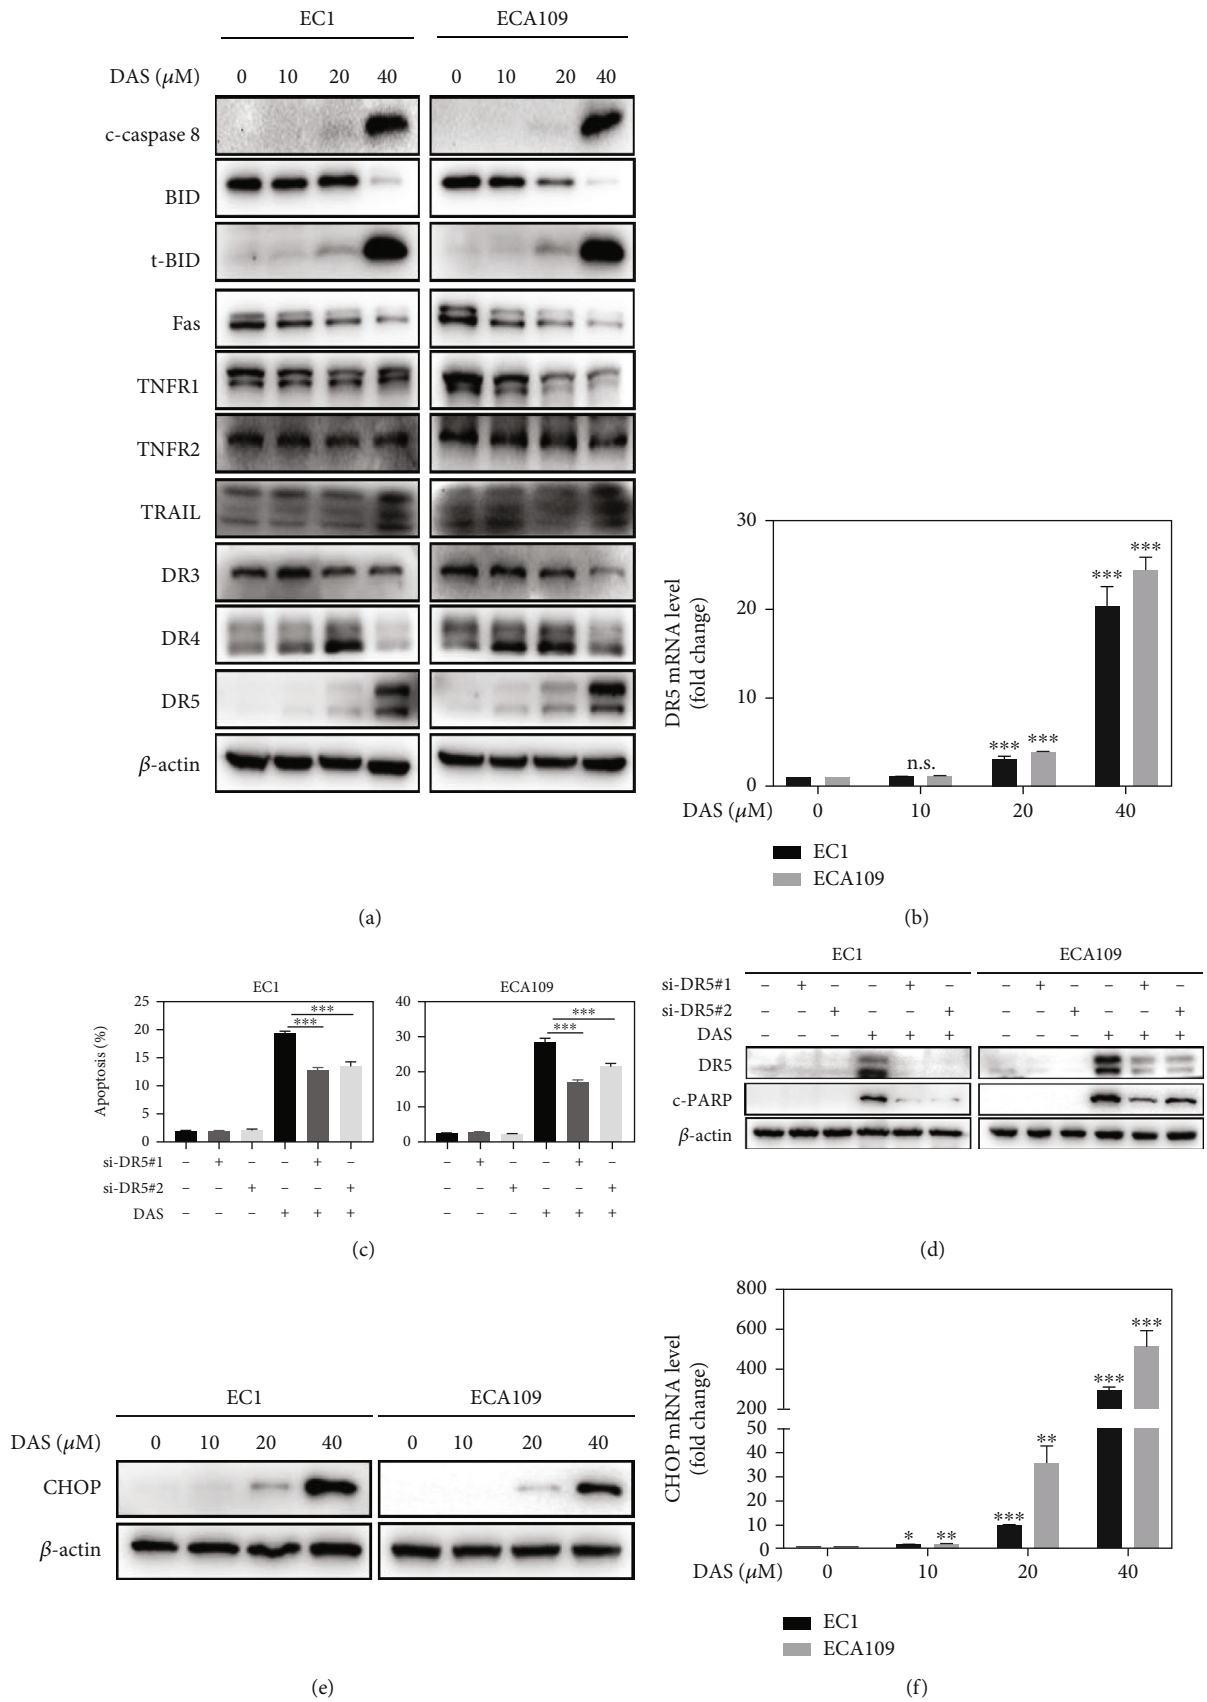 EC1 ECA109
DAS (μM) 0 10 20 40 0 10 20 40
c-caspase 8
BID
t-BID
Fas
TNFR1
TNFR2
TRAIL
DR3
DR4
DR5
β-actin
(a)
DR5 mRNA level
(fold change)
30
20
10
0
n.s.
*** ***
*** ***
DAS (μM) 0 10 20 40
EC1
ECA109
(b)
EC1 ECA109
Apoptosis (%)
25 40
20 30
15 20
10 10
5 0
0
*** *** *** ***
si-DR5#1 – + – – + – – + – – + –
si-DR5#2 – – + – – + – – + – – +
DAS – – – + + + – – – + + +
(c)
EC1 ECA109
si-DR5#1 – + – – + – – + – – + –
si-DR5#2 – – + – – + – – + – – +
DAS – – – + + + – – – + + +
DR5
c-PARP
β-actin
(d)
EC1 ECA109
DAS (μM) 0 10 20 40 0 10 20 40
CHOP
β-actin
(e)
CHOP mRNA level
(fold change)
800
600
400
200
50
40
30
20
10
0
* **
*** **
*** ***
DAS (μM) 0 10 20 40
EC1
ECA109
(f)